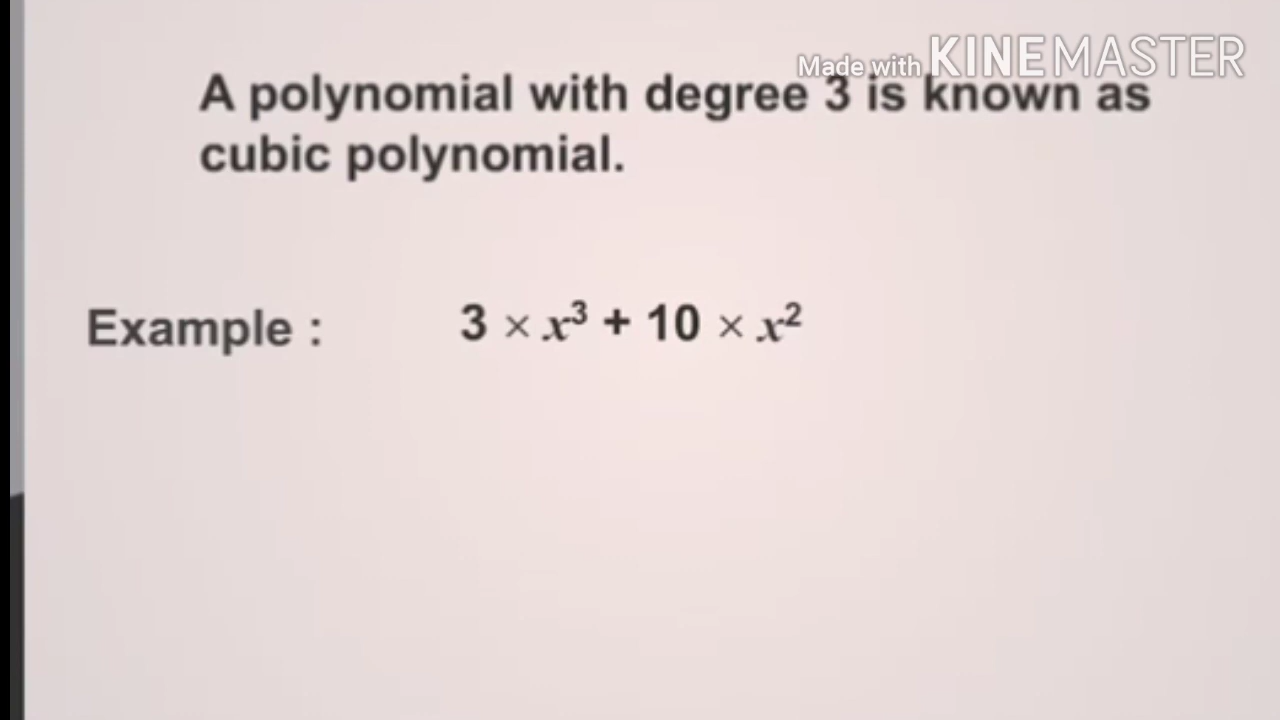 Made with KINEMASTER
A polynomial with degree 3 is known as
cubic polynomial.
Example : 3 × x³ + 10 × x²